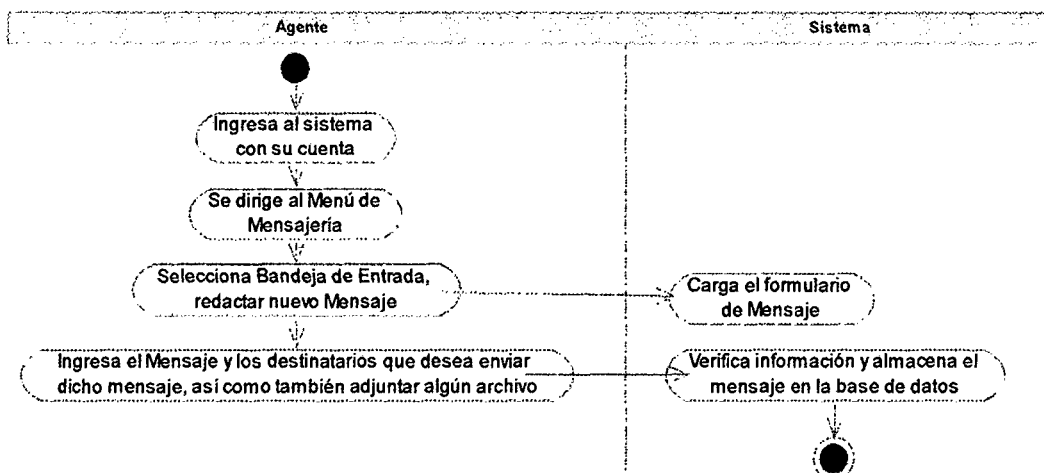 Agente
Sistema
Ingresa al sistema
con su cuenta
Se dirige al Menú de
Mensajería
Selecciona Bandeja de Entrada,
redactar nuevo Mensaje
Carga el formulario
de Mensaje
Ingresa el Mensaje y los destinatarios que desea enviar
dicho mensaje, así como también adjuntar algún archivo
Verifica información y almacena el
mensaje en la base de datos